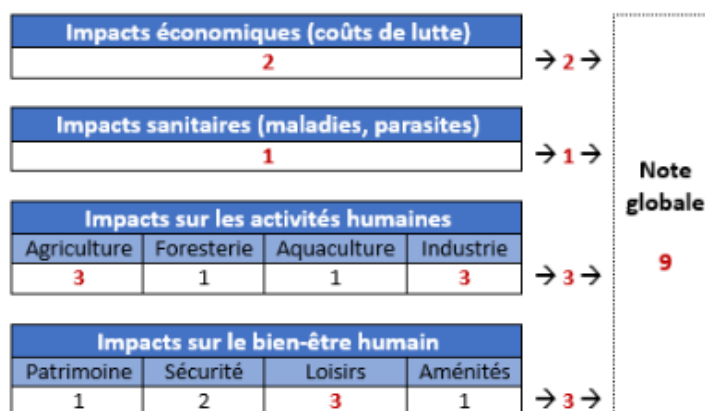 Impacts économiques (coûts de lutte)
2
→ 2 →
Impacts sanitaires (maladies, parasites)
1
→ 1 →
Note
globale
9
Impacts sur les activités humaines
Agriculture Foresterie Aquaculture Industrie
3 1 1 3
→ 3 →
Impacts sur le bien-être humain
Patrimoine Sécurité Loisirs Aménités
1 2 3 1
→ 3 →